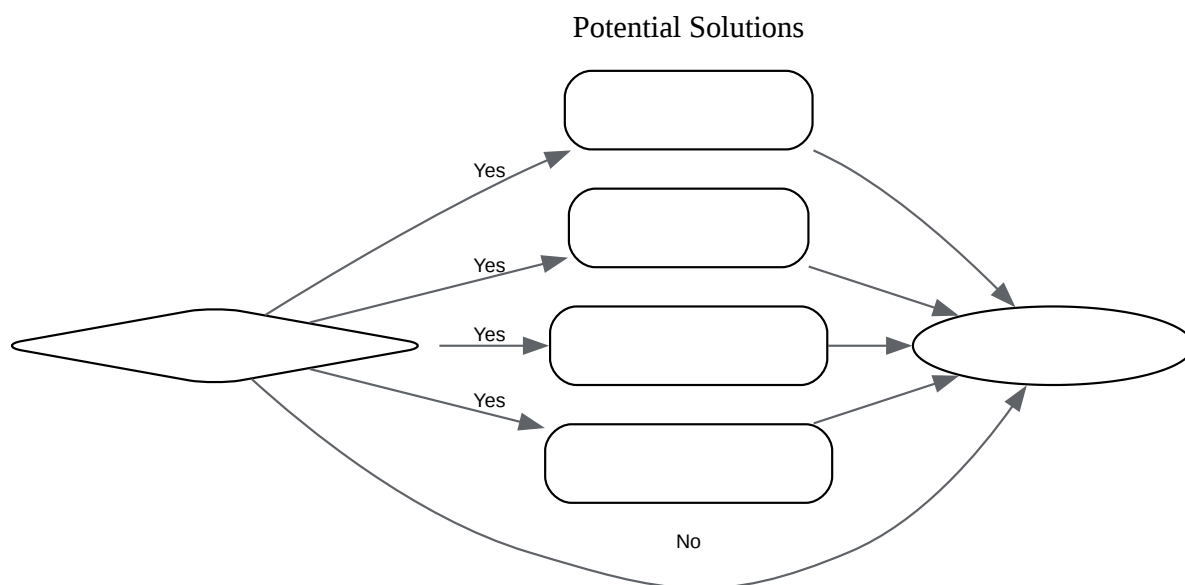 Potential Solutions
Yes
Yes
Yes
Yes
No